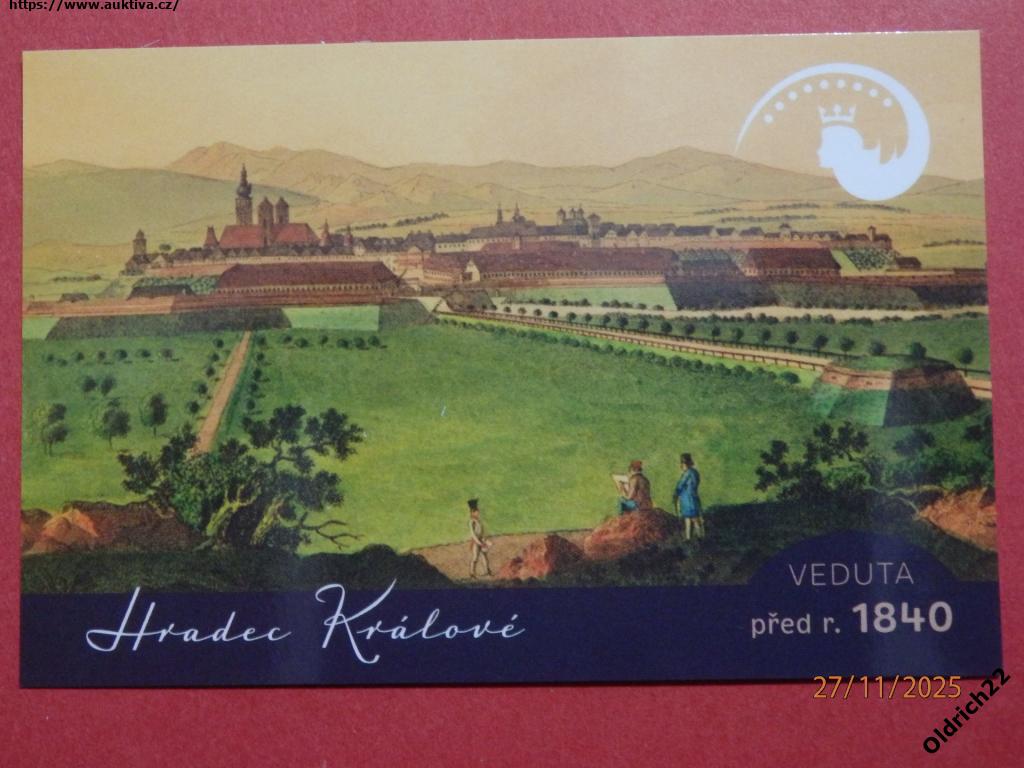 https://www.auktiva.cz/
VEDUTA
Hradec Králové
před r. 1840
27/11/2025
Oldrich22